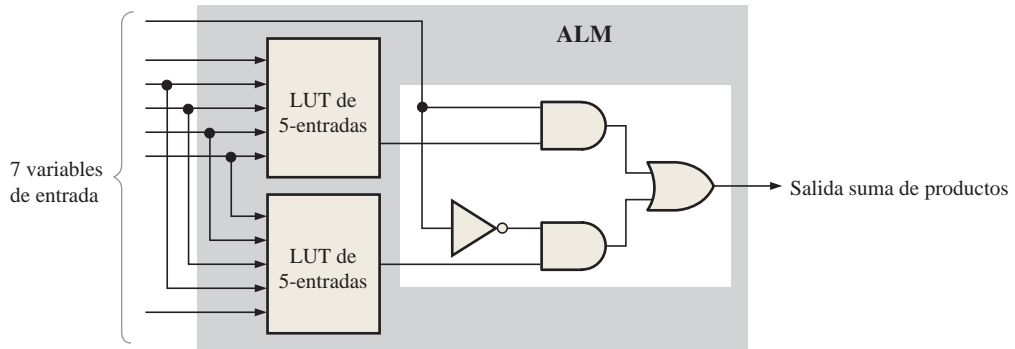 ALM
LUT de
5-entradas
7 variables
de entrada
Salida suma de productos
LUT de
5-entradas